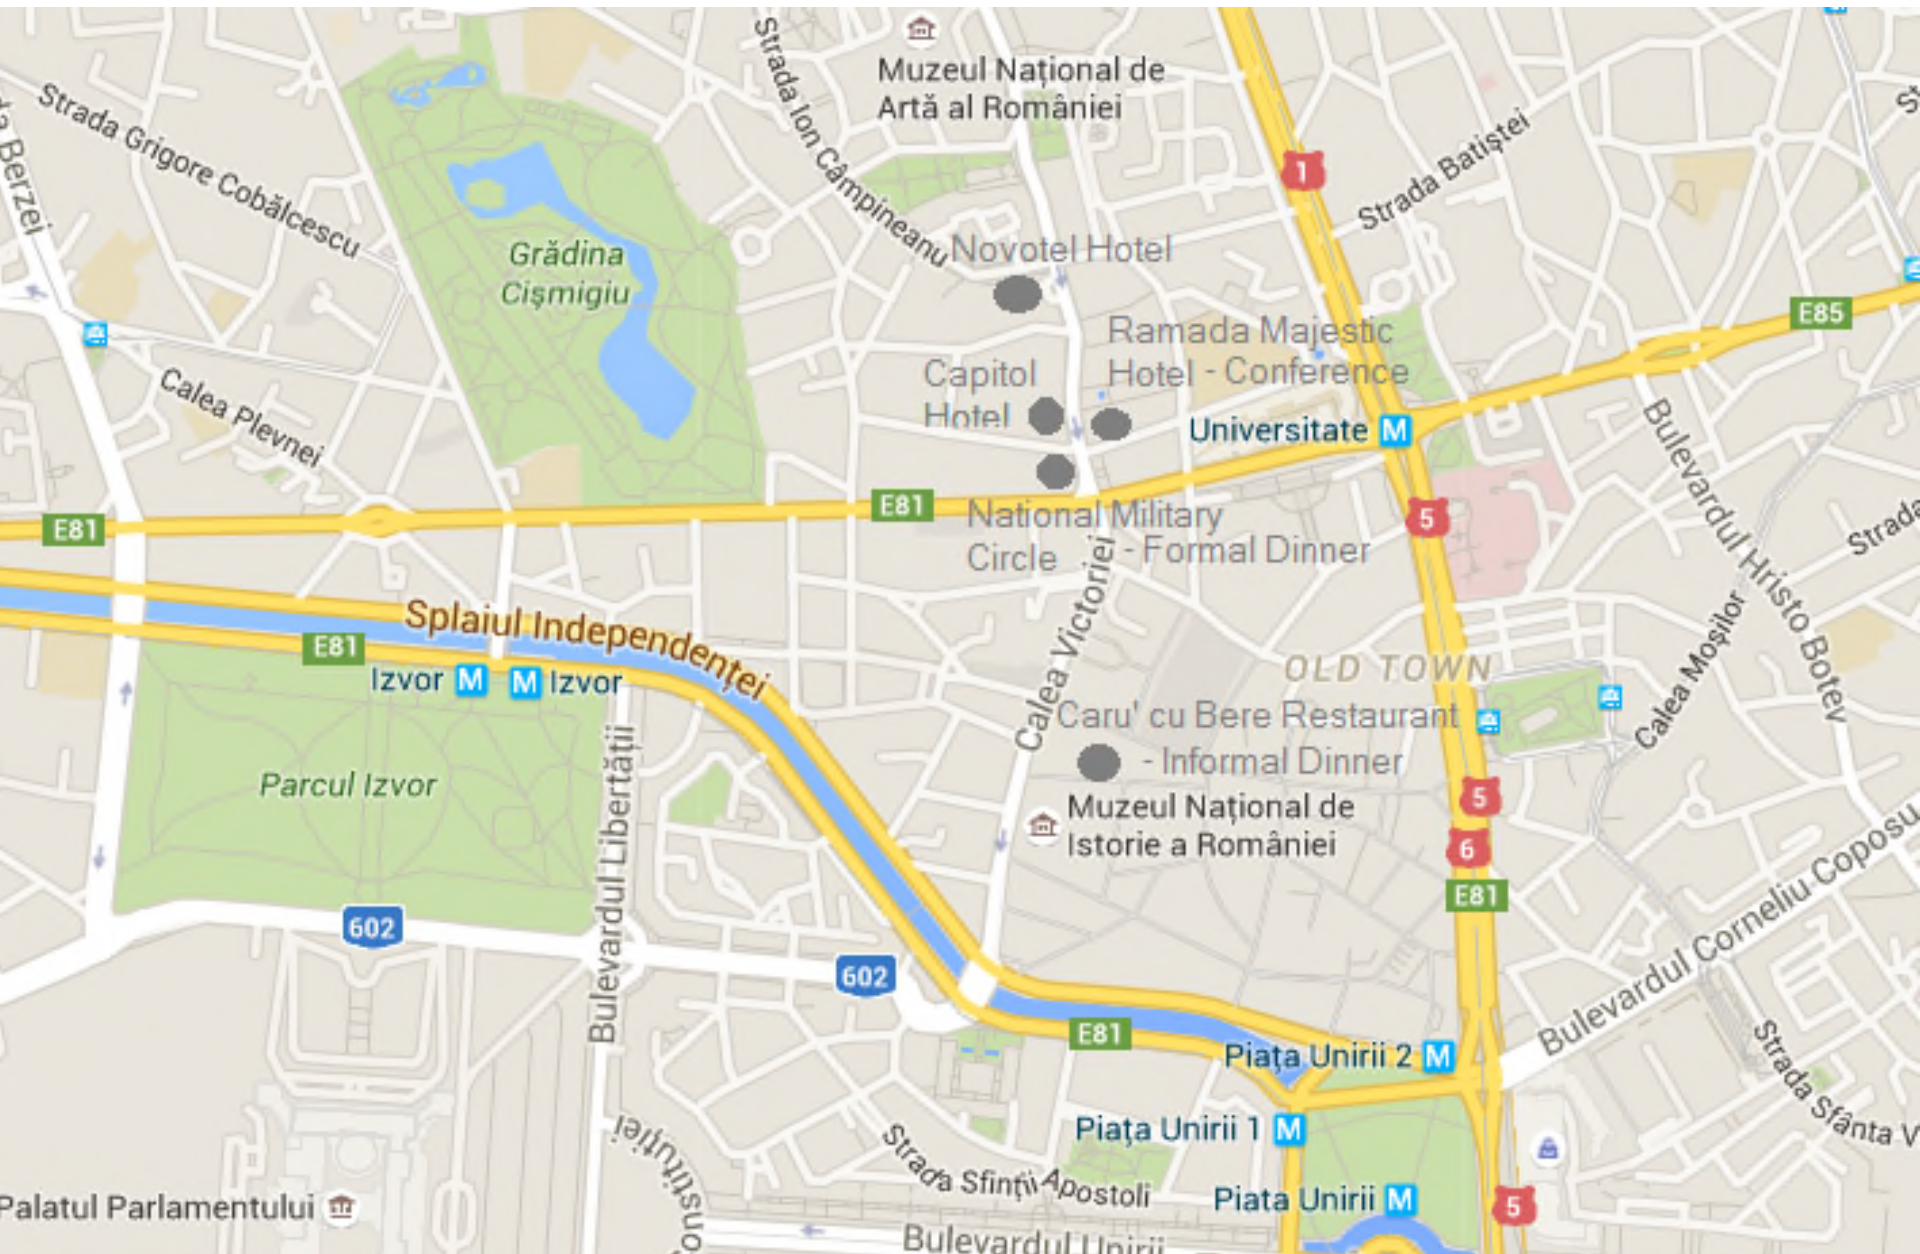 Muzeul Național de
Artă al României
Strada Ion Câmpineanu
Strada Grigore Cobălcescu
Berzei
1
Strada Batiștei
Grădina
Cișmigiu
Novotel Hotel
E85
Ramada Majestic
Hotel - Conference
Capitol
Hotel
Calea Plevnei
Universitate M
E81
E81
5
National Military
Circle - Formal Dinner
Bulevardul Hristo Botev
Strada
Splaiul Independenței
E81
Izvor M
M Izvor
Calea Victoriei
OLD TOWN
Calea Moșilor
Caru' cu Bere Restaurant
- Informal Dinner
Parcul Izvor
Bulevardul Libertății
Muzeul Național de
Istorie a României
5
6
E81
Bulevardul Corneliu Coposu
602
602
E81
Piața Unirii 2 M
Piața Unirii 1 M
Strada Sfânta V
Strada Sfinții Apostoli
Palatul Parlamentului
Piata Unirii M
5
Bulevardul Unirii